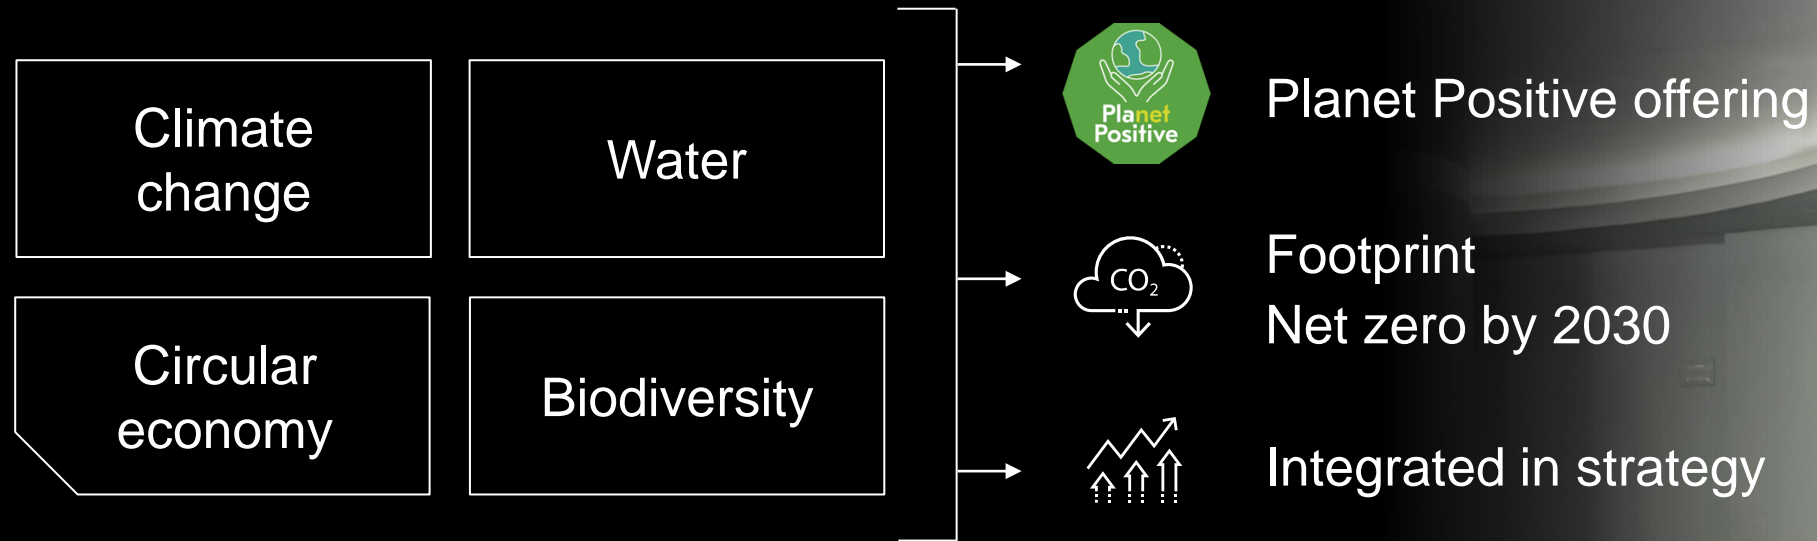 Climate
change
Water
Circular
economy
Biodiversity
Planet
Positive
Planet Positive offering
CO₂
Footprint
Net zero by 2030
Integrated in strategy